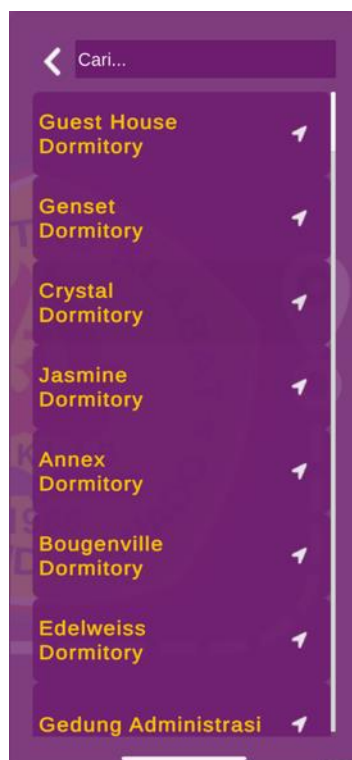 Cari...
Guest House
Dormitory
Genset
Dormitory
Crystal
Dormitory
Jasmine
Dormitory
Annex
Dormitory
Bougenville
Dormitory
Edelweiss
Dormitory
Gedung Administrasi